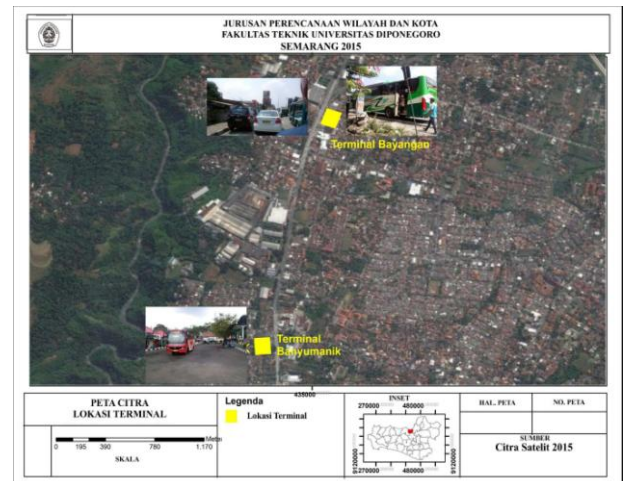 JURUSAN PERENCANAAN WILAYAH DAN KOTA
FAKULTAS TEKNIK UNIVERSITAS DIPONEGORO
SEMARANG 2015
Terminal Bayangan
Terminal
Banyumanik
PETA CITRA
LOKASI TERMINAL
0 195 390 780 1.170
SKALA
435000
Legenda
Lokasi Terminal
INSET
270000 480000
9120000 9120000
270000 480000
HAL. PETA
NO. PETA
SUMBER
Citra Satelit 2015